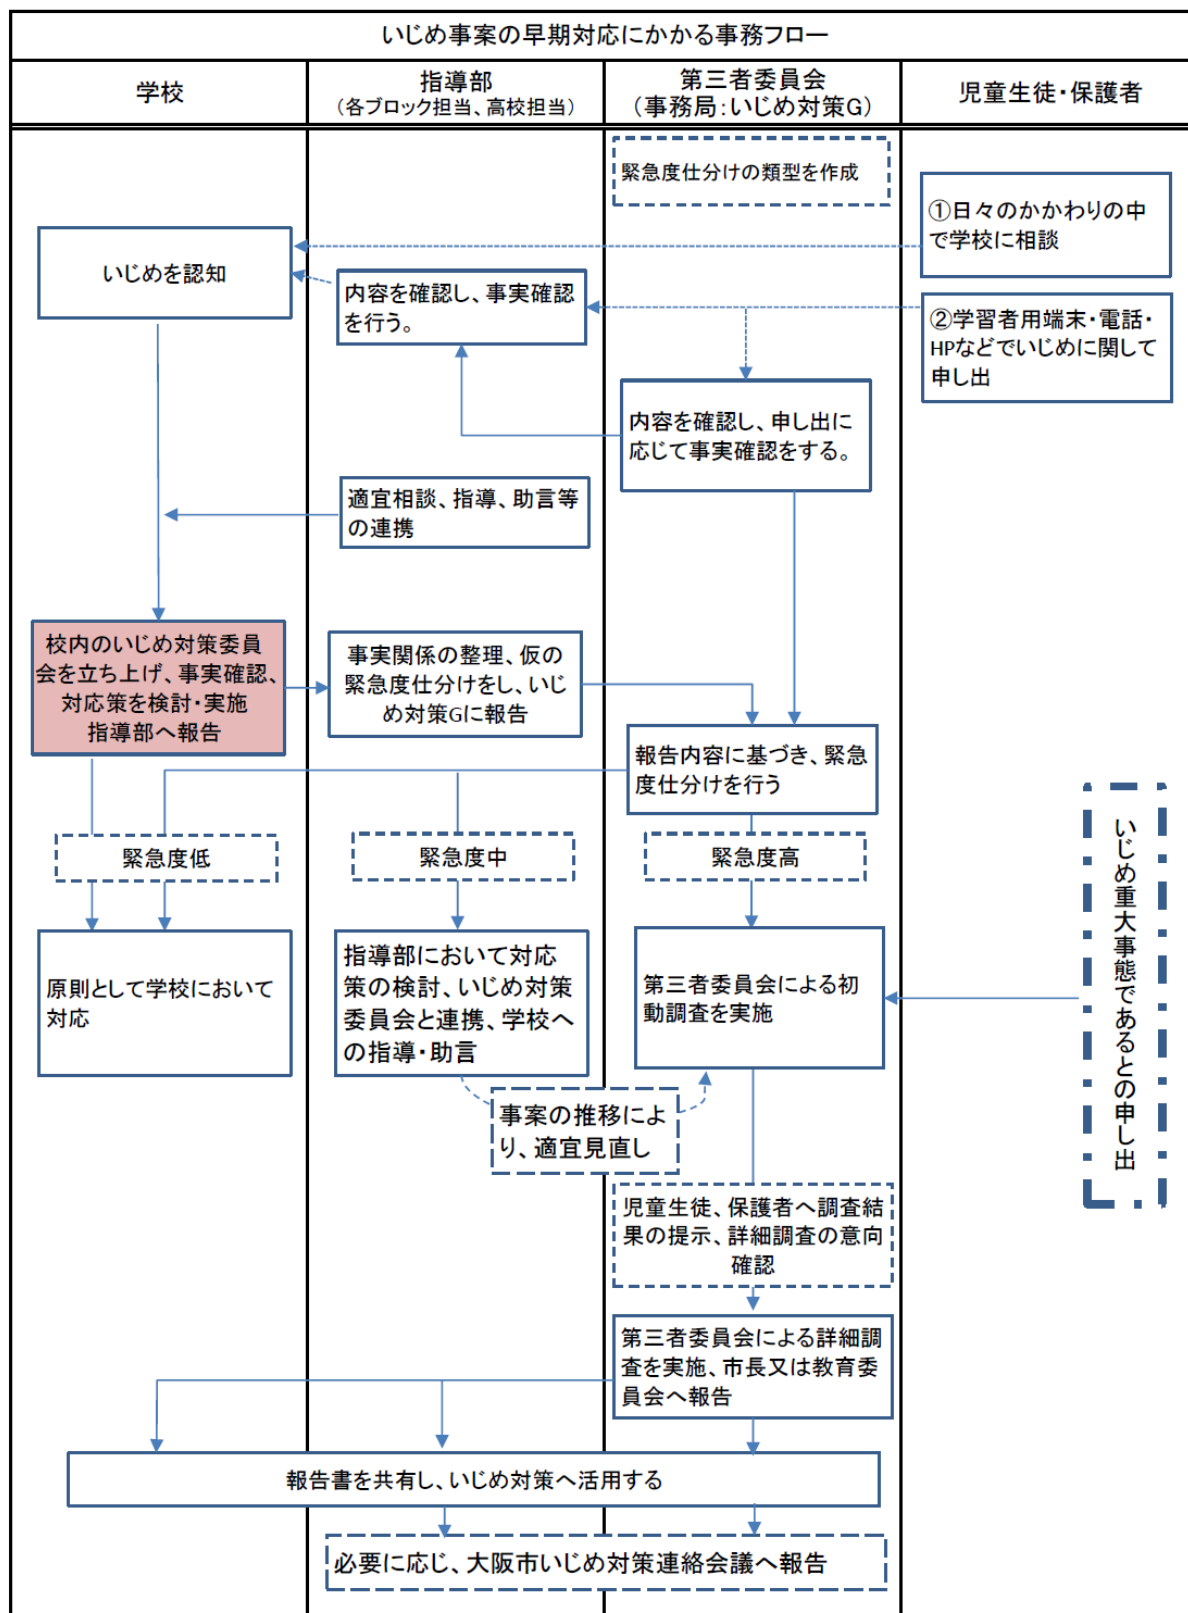 いじめ事案の早期対応にかかる事務フロー
学校
指導部
（各ブロック担当、高校担当）
第三者委員会
（事務局：いじめ対策G）
児童生徒・保護者
緊急度仕分けの類型を作成
①日々のかかわりの中
で学校に相談
いじめを認知
内容を確認し、事実確認
を行う。
②学習者用端末・電話・
HPなどでいじめに関して
申し出
内容を確認し、申し出に
応じて事実確認をする。
適宜相談、指導、助言等
の連携
校内のいじめ対策委員
会を立ち上げ、事実確認、
対応策を検討・実施
指導部へ報告
事実関係の整理、仮の
緊急度仕分けをし、いじ
め対策Gに報告
報告内容に基づき、緊急
度仕分けを行う
緊急度低
緊急度中
緊急度高
いじめ重大事態であるとの申し出
原則として学校において
対応
指導部において対応
策の検討、いじめ対策
委員会と連携、学校へ
の指導・助言
第三者委員会による初
動調査を実施
事案の推移によ
り、適宜見直し
児童生徒、保護者へ調査結
果の提示、詳細調査の意向
確認
第三者委員会による詳細調
査を実施、市長又は教育委
員会へ報告
報告書を共有し、いじめ対策へ活用する
必要に応じ、大阪市いじめ対策連絡会議へ報告